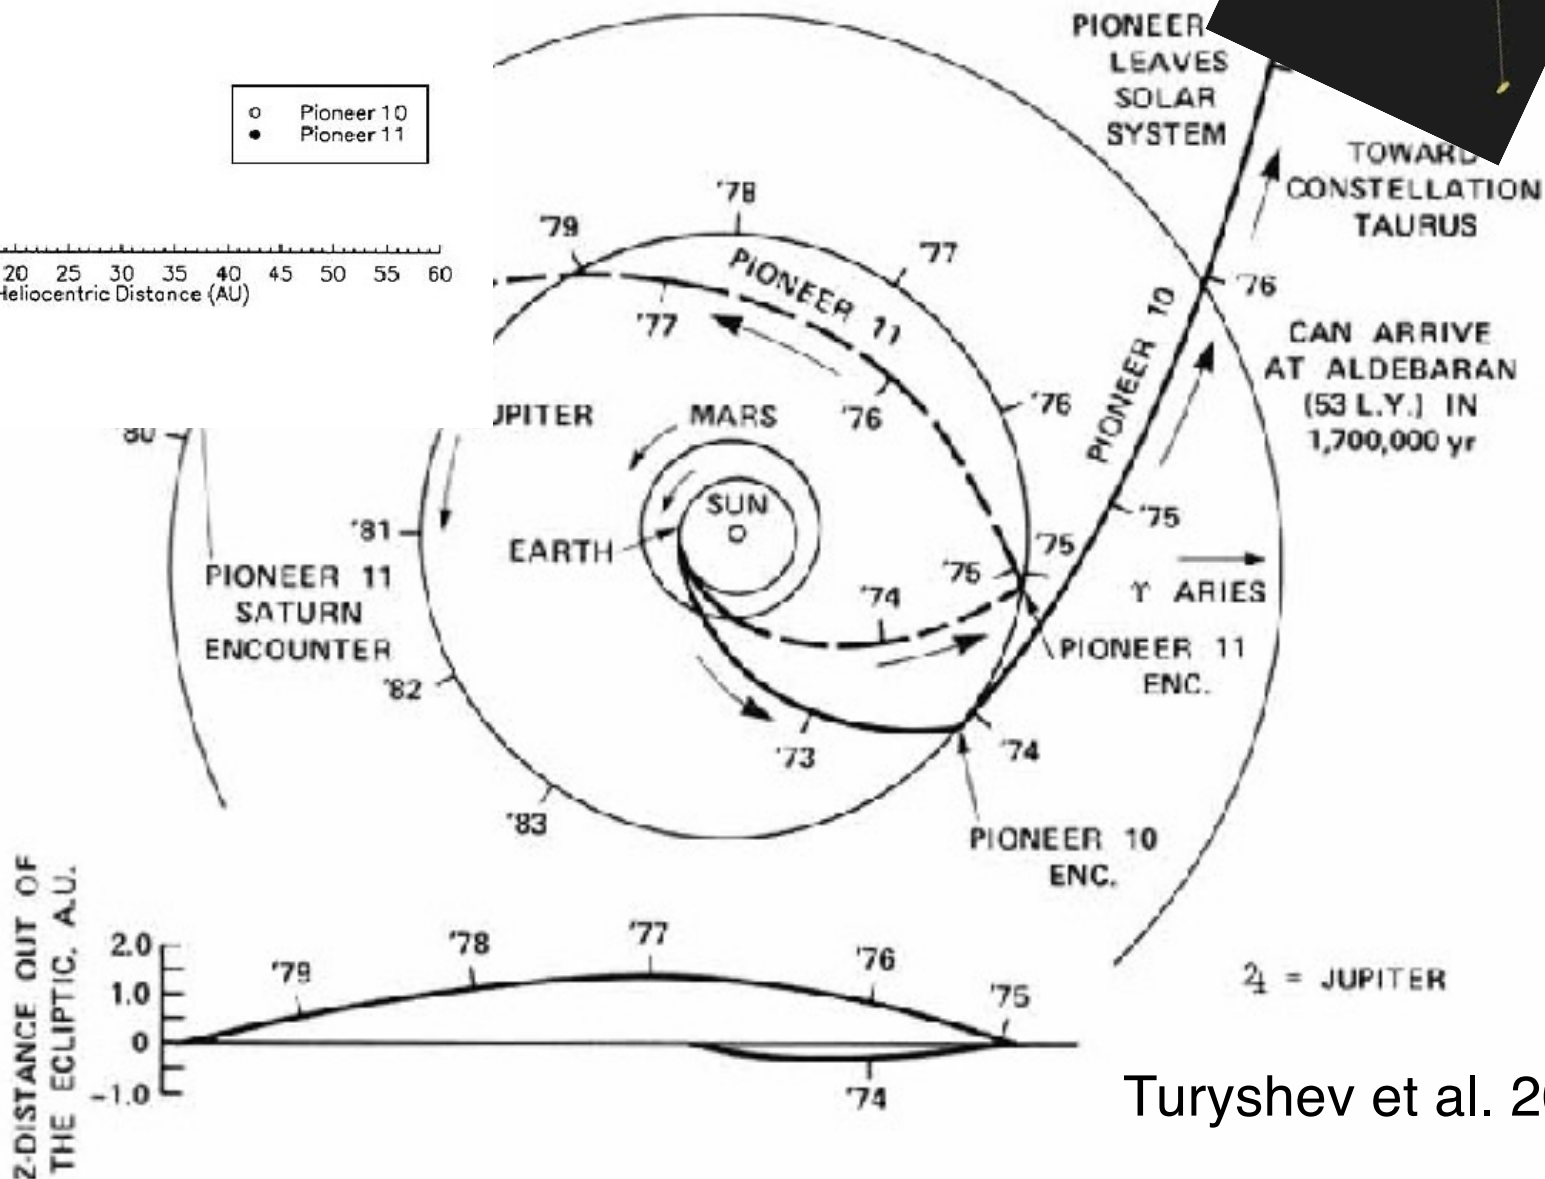 PIONEER
LEAVES
SOLAR
SYSTEM
Pioneer 10
Pioneer 11
20 25 30 35 40 45 50 55 60
Heliocentric Distance (AU)
TOWARD
CONSTELLATION
TAURUS
'78
'79
'77
PIONEER 11
'77
'76
PIONEER 10
CAN ARRIVE
AT ALDEBARAN
(53 L.Y.) IN
1,700,000 yr
'76
'76
MARS
'80
SUN
'81
EARTH
'75
'75
'75
♈ ARIES
PIONEER 11
SATURN
ENCOUNTER
'74
PIONEER 11
ENC.
'82
'73
'74
'83
PIONEER 10
ENC.
Z-DISTANCE OUT OF
THE ECLIPTIC, A.U.
2.0
1.0
0
-1.0
'79
'78
'77
'76
'75
'74
♃ = JUPITER
Turyshev et al.